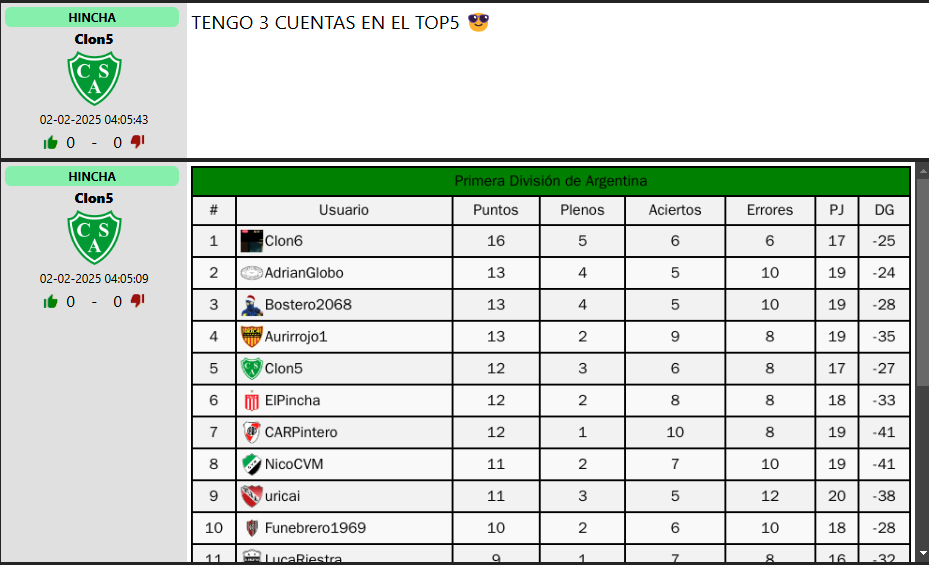 HINCHA
Clon5
CSA
02-02-2025 04:05:43
0 - 0
TENGO 3 CUENTAS EN EL TOP5 😎
HINCHA
Clon5
CSA
02-02-2025 04:05:09
0 - 0
Primera División de Argentina
# Usuario Puntos Plenos Aciertos Errores PJ DG
1 Clon6 16 5 6 6 17 -25
2 AdrianGlobo 13 4 5 10 19 -24
3 Bostero2068 13 4 5 10 19 -28
4 Aurirrojo1 13 2 9 8 19 -35
5 Clon5 12 3 6 8 17 -27
6 ElPincha 12 2 8 8 18 -33
7 CARPintero 12 1 10 8 19 -41
8 NicoCVM 11 2 7 10 19 -41
9 uricai 11 3 5 12 20 -38
10 Funebrero1969 10 2 6 10 18 -28
11 LucaRiestra 9 1 7 8 16 -32